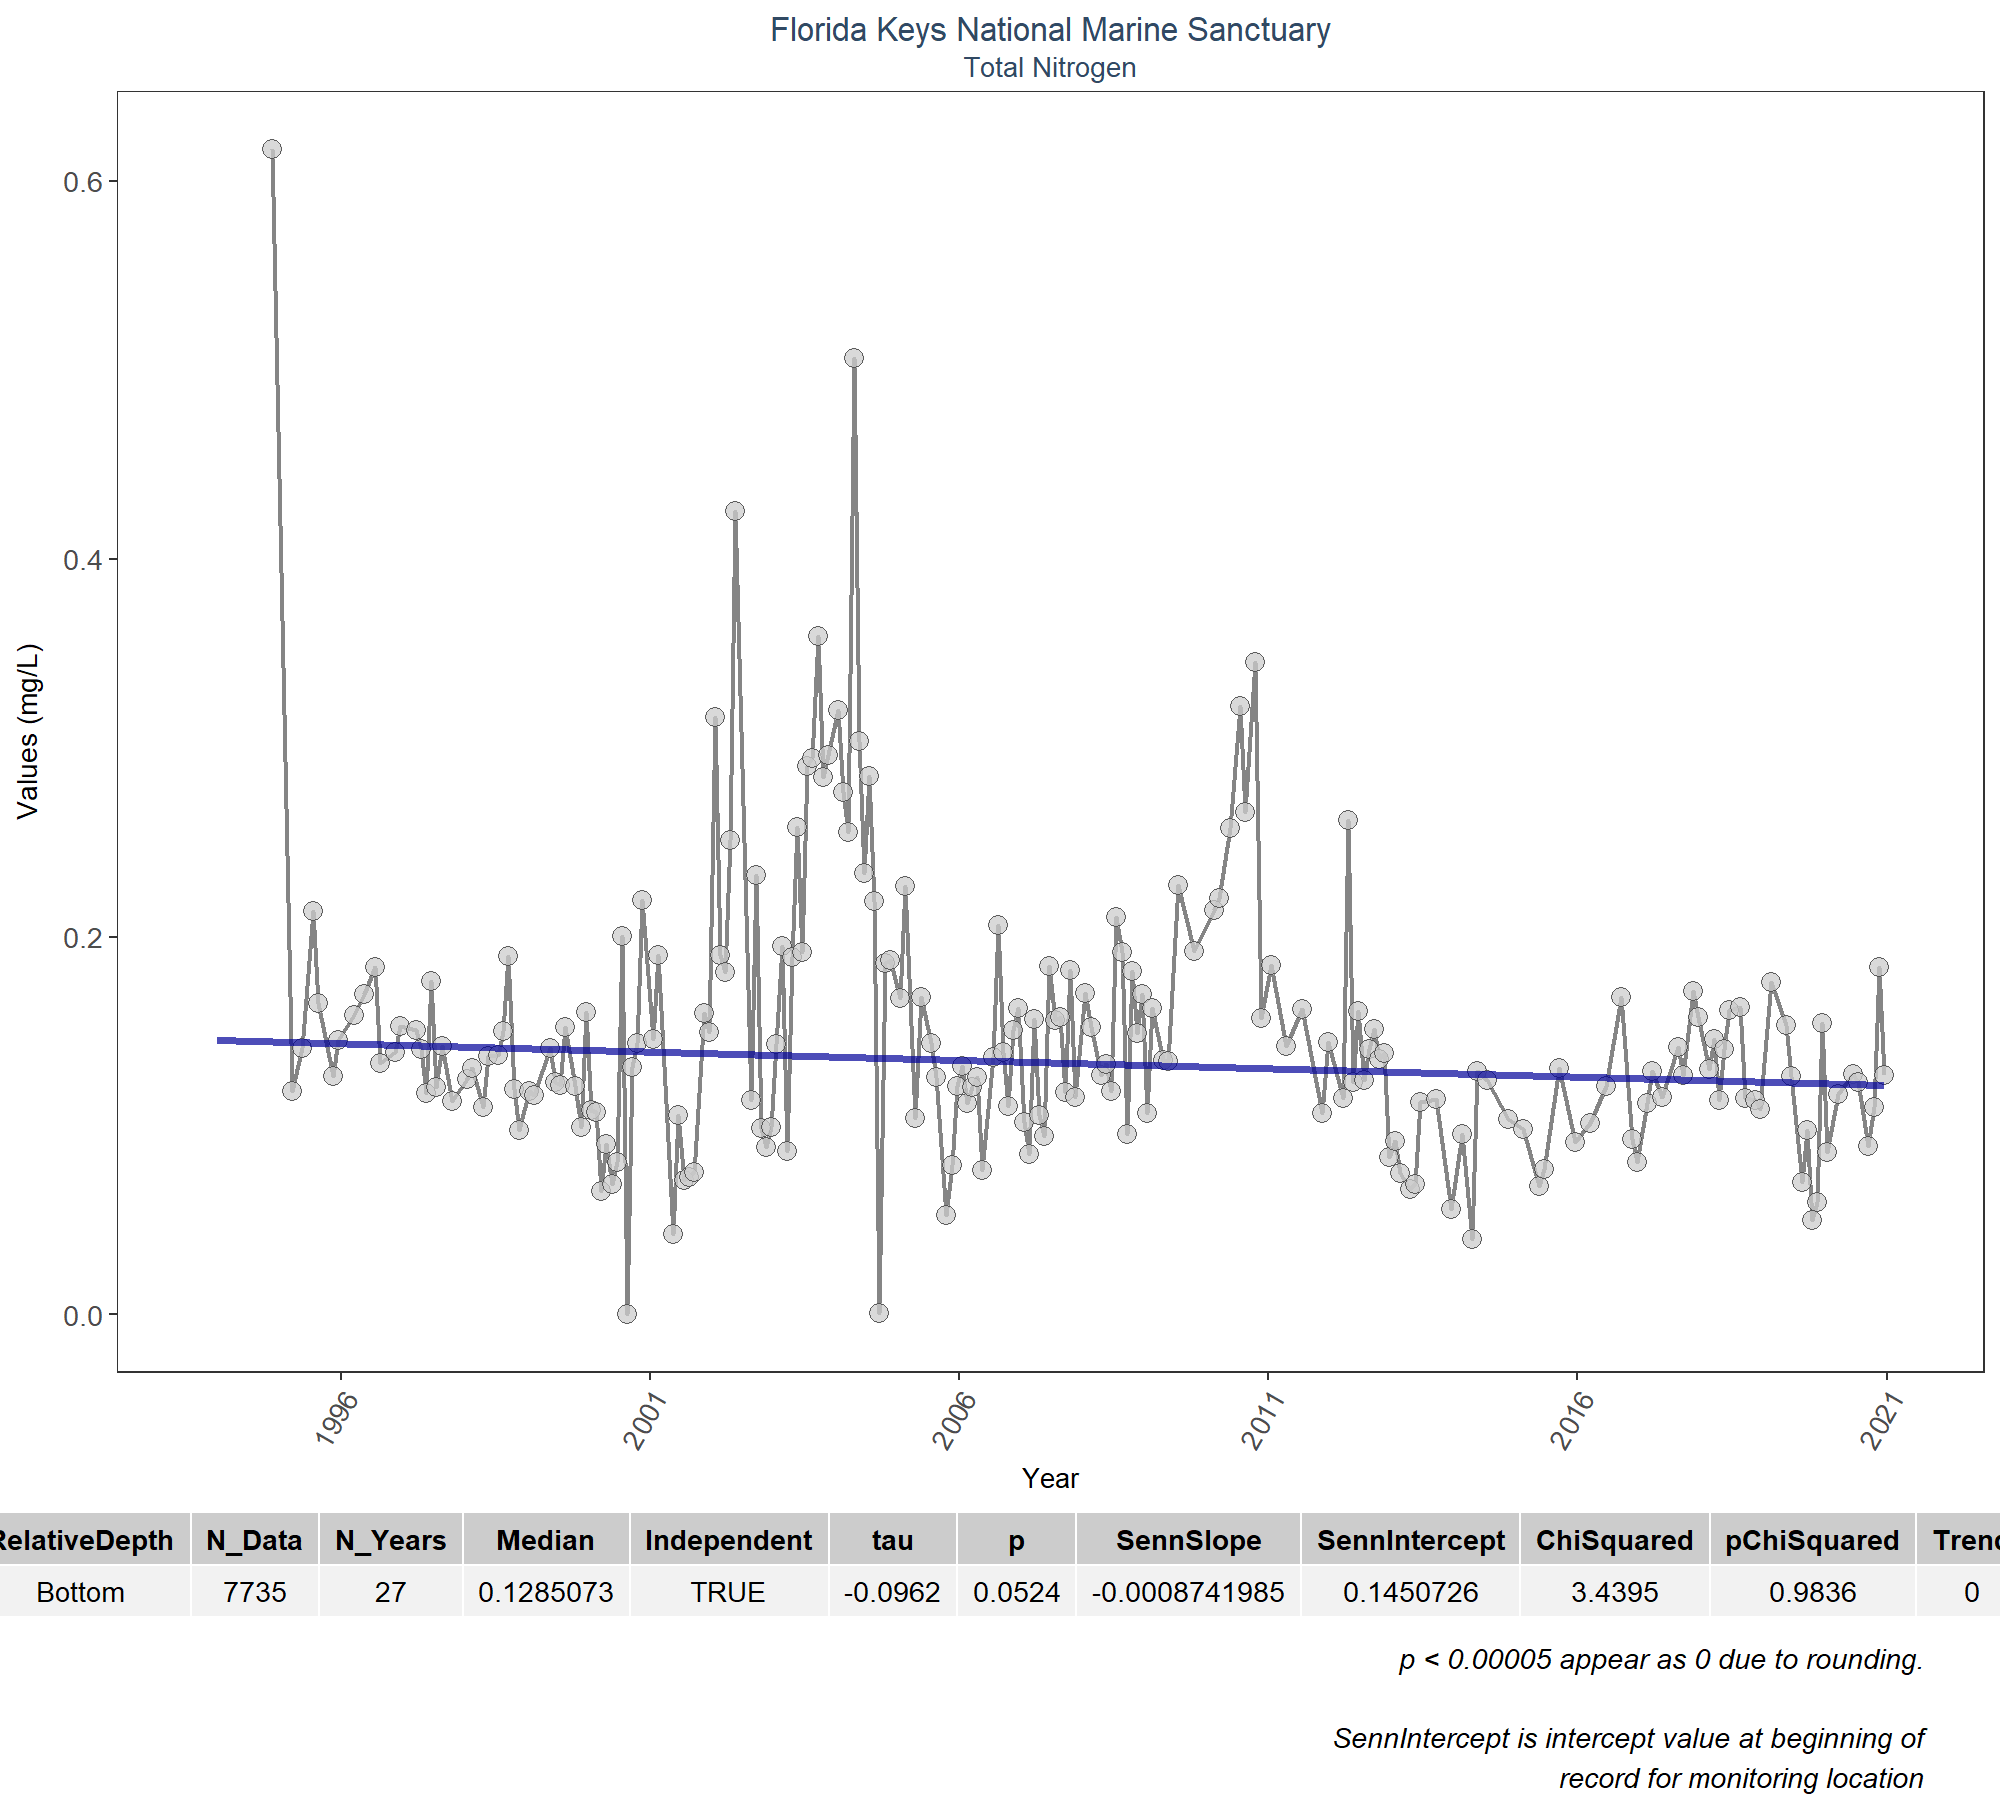 Florida Keys National Marine Sanctuary
Total Nitrogen
Values (mg/L)
0.6
0.4
0.2
0.0
1996 2001 2006 2011 2016 2021
Year
RelativeDepth N_Data N_Years Median Independent tau p SennSlope SennIntercept ChiSquared pChiSquared Trend
Bottom 7735 27 0.1285073 TRUE -0.0962 0.0524 -0.0008741985 0.1450726 3.4395 0.9836 0
p < 0.00005 appear as 0 due to rounding.
SennIntercept is intercept value at beginning of
record for monitoring location